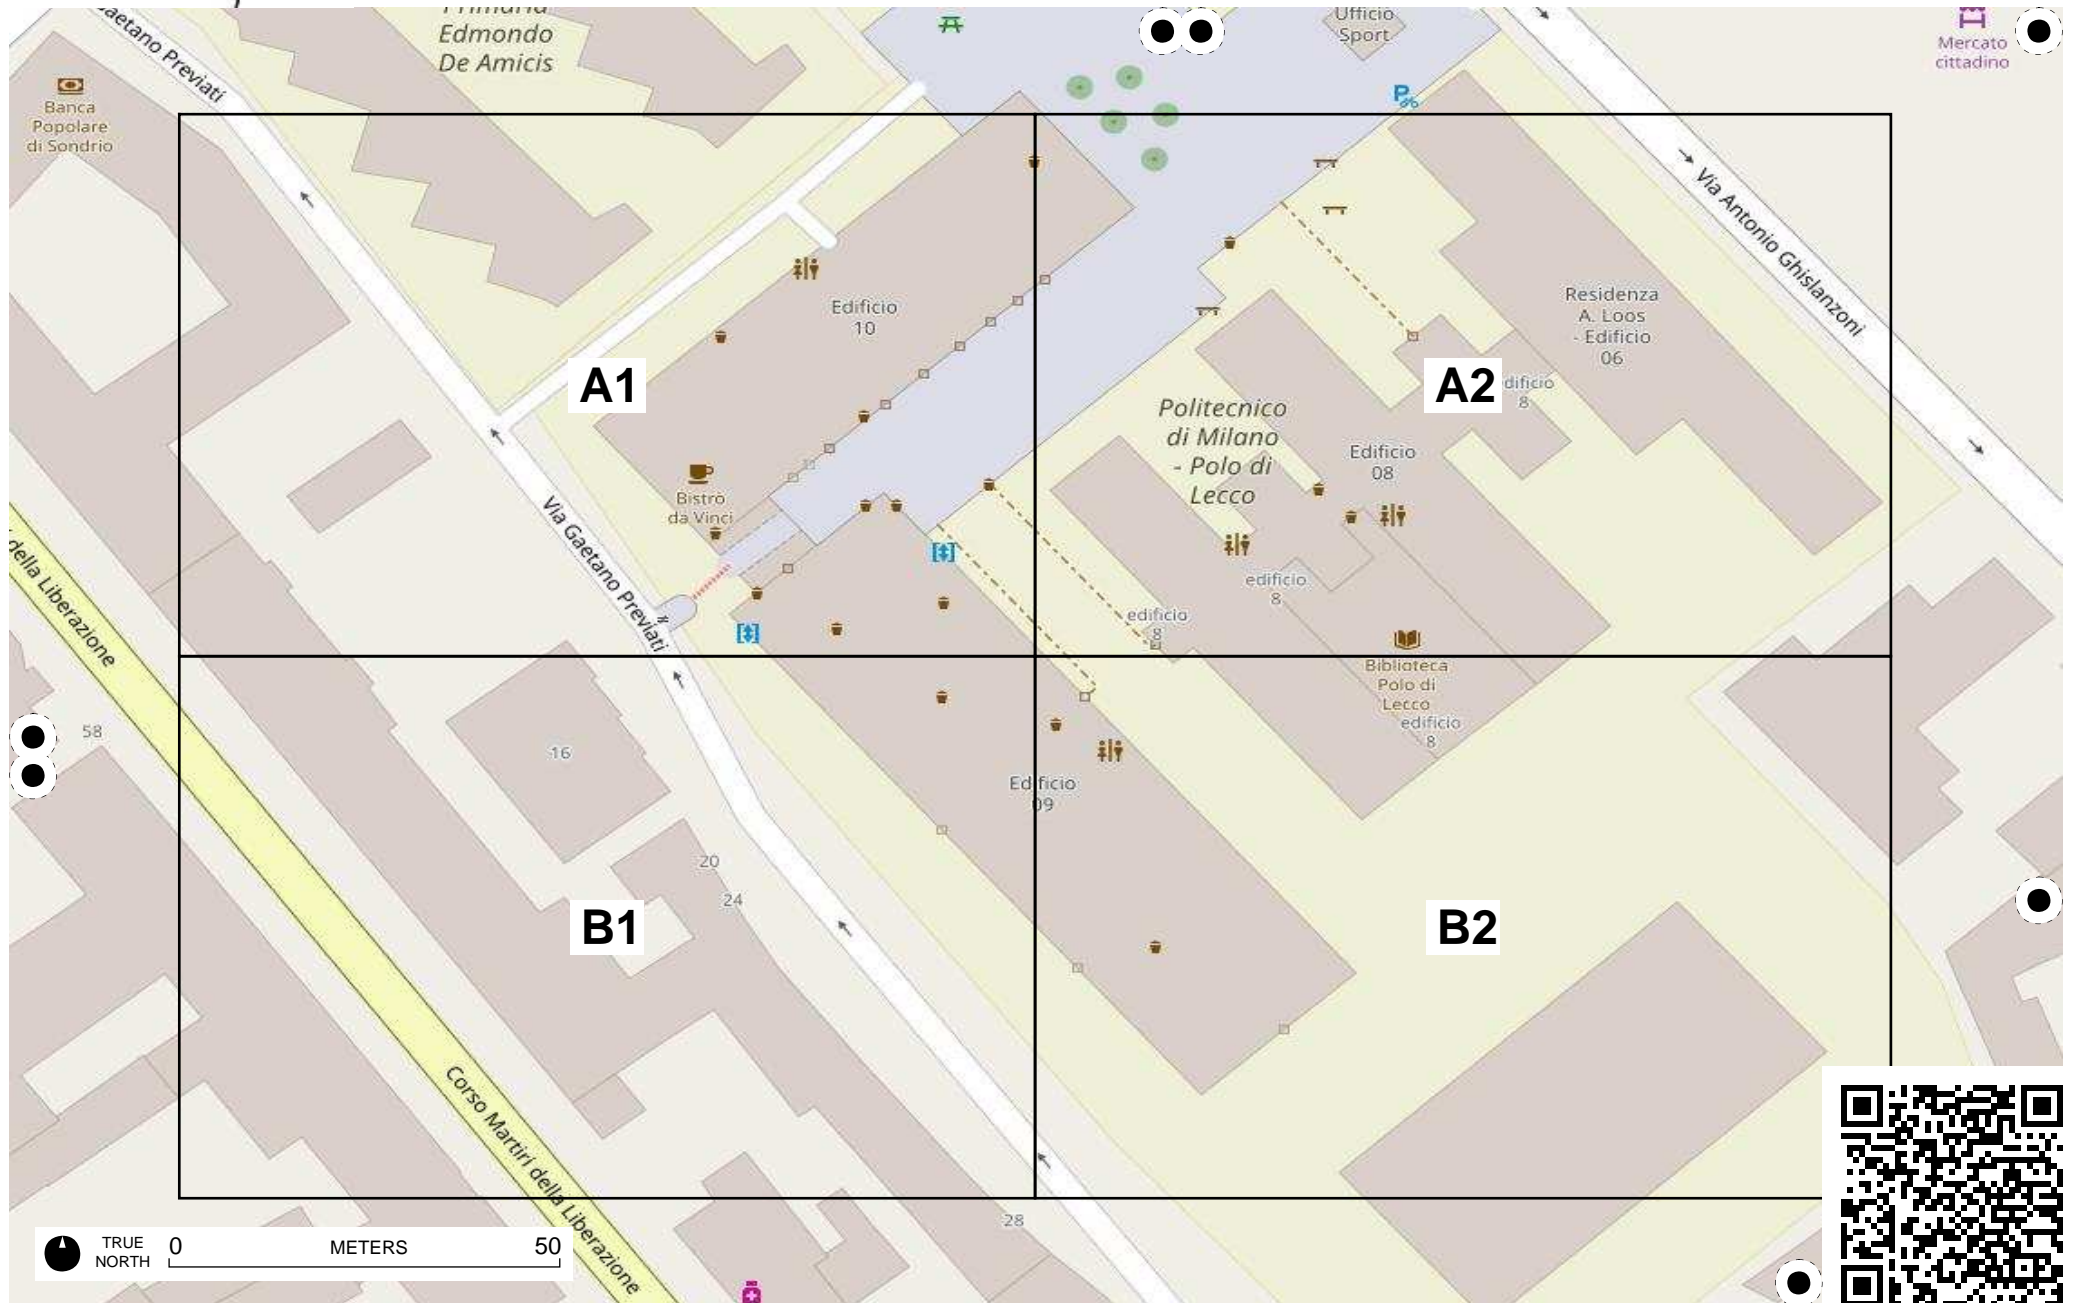 Edmondo
De Amicis
Ufficio
Sport
Mercato
cittadino
Gaetano Previati
Banca
Popolare
di Sondrio
Via Antonio Ghislanzoni
Edificio
10
Residenza
A. Loos
- Edificio
06
A1
A2
edificio
8
Politecnico
di Milano
- Polo di
Lecco
Edificio
08
Bistrò
da Vinci
Via Gaetano Previati
della Liberazione
edificio
8
edificio
8
Biblioteca
Polo di
Lecco
edificio
8
58
16
Edificio
09
20
24
B1
B2
Corso Martiri della Liberazione
28
TRUE
NORTH
0 METERS 50